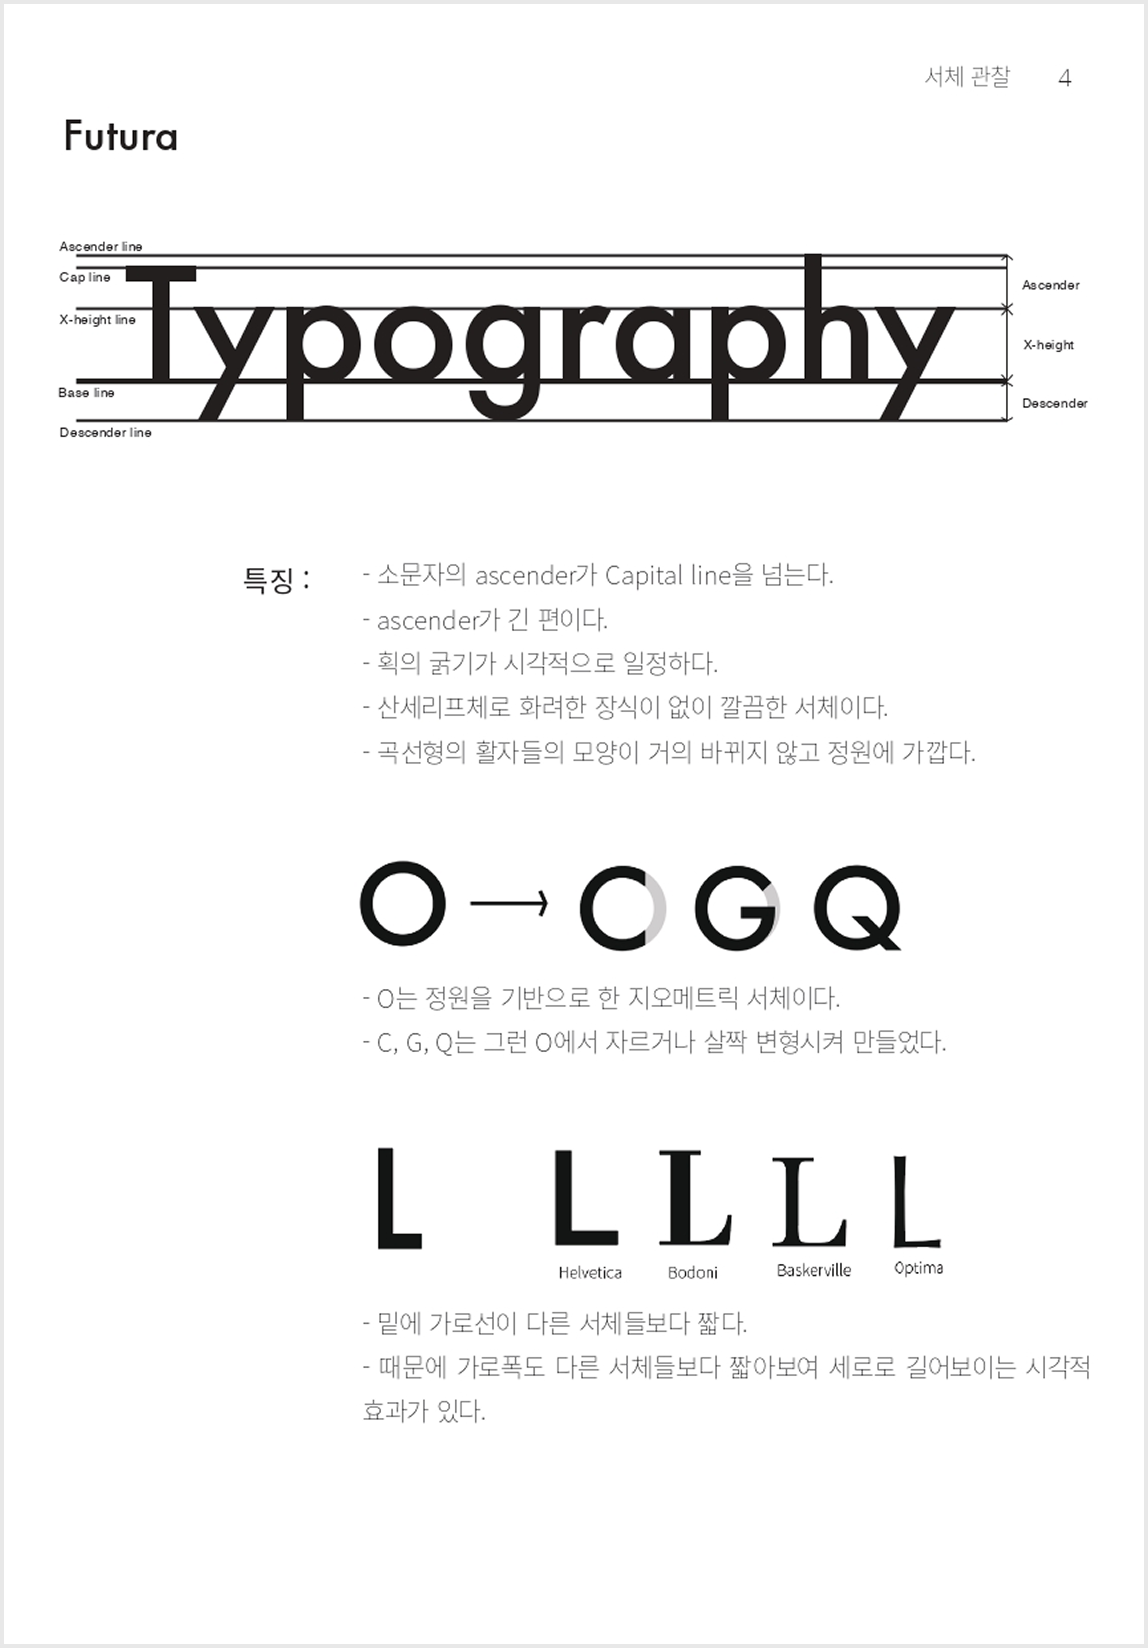 서체 관찰 4
Futura
Ascender line
Cap line
X-height line
Base line
Descender line
Typography
Ascender
X-height
Descender
특징 :
- 소문자의 ascender가 Capital line을 넘는다.
- ascender가 긴 편이다.
- 획의 굵기가 시각적으로 일정하다.
- 산세리프체로 화려한 장식이 없이 깔끔한 서체이다.
- 곡선형의 활자들의 모양이 거의 바뀌지 않고 정원에 가깝다.
O → C G Q
- O는 정원을 기반으로 한 지오메트릭 서체이다.
- C, G, Q는 그런 O에서 자르거나 살짝 변형시켜 만들었다.
L L L L L
Helvetica Bodoni Baskerville Optima
- 밑에 가로선이 다른 서체들보다 짧다.
- 때문에 가로폭도 다른 서체들보다 짧아보여 세로로 길어보이는 시각적
효과가 있다.